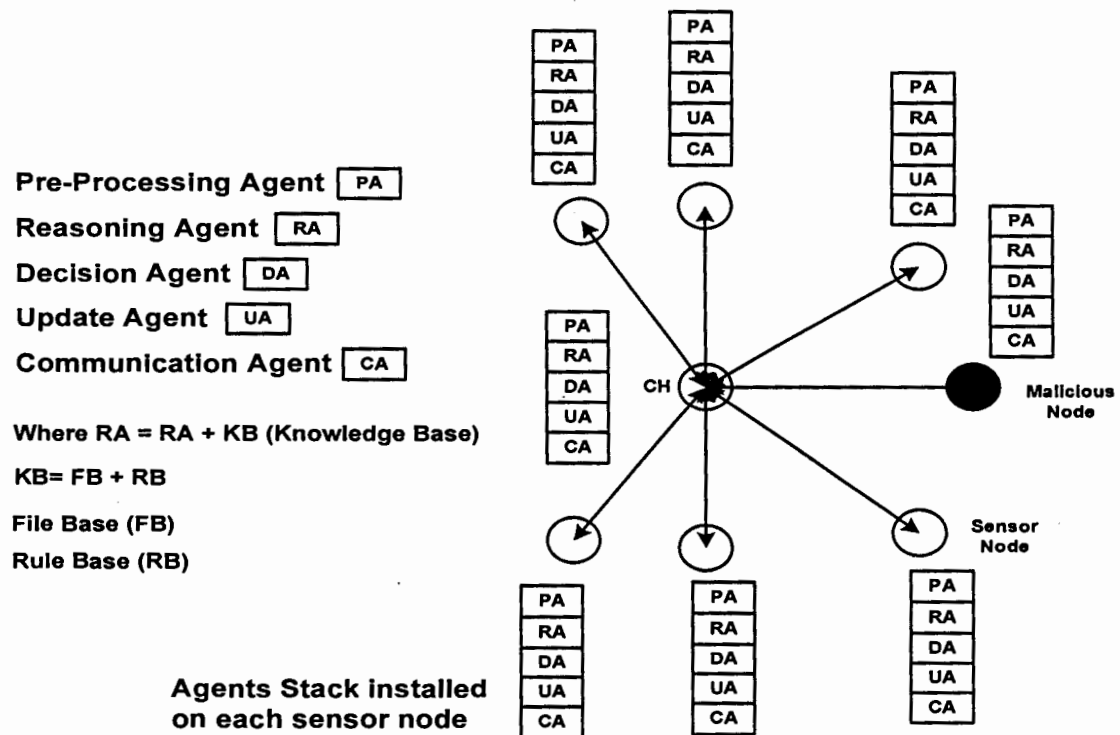 PA
RA
DA
UA
CA
PA
RA
DA
UA
CA
PA
RA
DA
UA
CA
PA
RA
DA
UA
CA
Pre-Processing Agent PA
Reasoning Agent RA
Decision Agent DA
Update Agent UA
Communication Agent CA
PA
RA
DA
UA
CA
CH
Malicious
Node
Where RA = RA + KB (Knowledge Base)
KB= FB + RB
File Base (FB)
Rule Base (RB)
Sensor
Node
PA
RA
DA
UA
CA
PA
RA
DA
UA
CA
PA
RA
DA
UA
CA
Agents Stack installed
on each sensor node